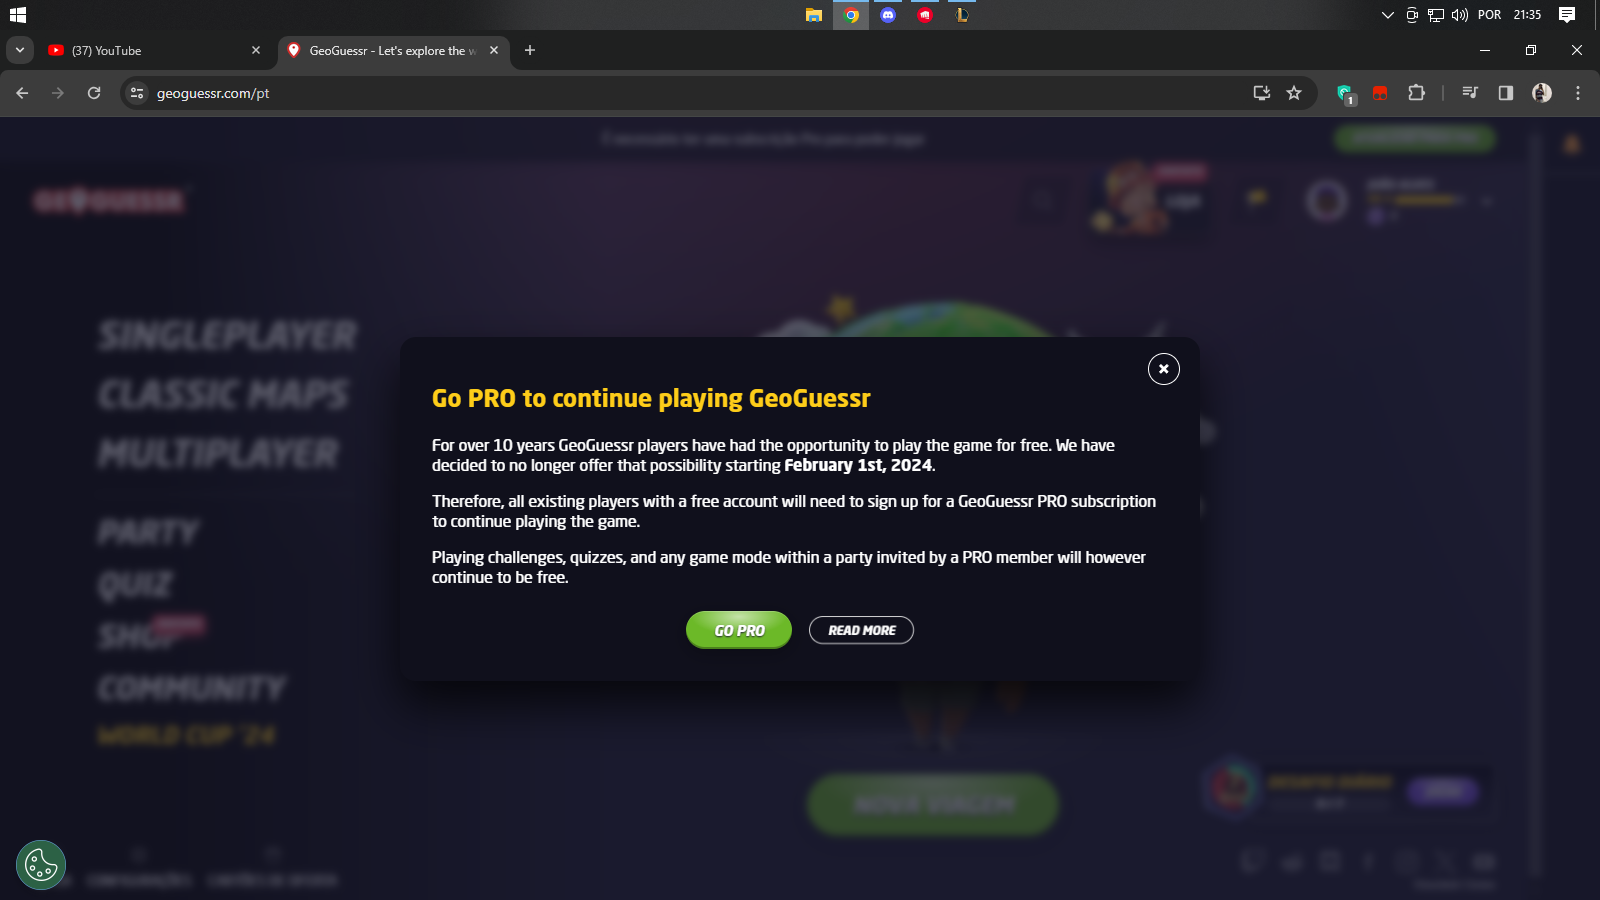 POR
21:35
(37) YouTube
GeoGuessr - Let's explore the w
geoguessr.com/pt
1
GEOGUESSR
LIGA
SINGLEPLAYER
CLASSIC MAPS
MULTIPLAYER
PARTY
QUIZ
SHOP
COMMUNITY
WORLD CUP '24
Go PRO to continue playing GeoGuessr
For over 10 years GeoGuessr players have had the opportunity to play the game for free. We have
decided to no longer offer that possibility starting February 1st, 2024.
Therefore, all existing players with a free account will need to sign up for a GeoGuessr PRO subscription
to continue playing the game.
Playing challenges, quizzes, and any game mode within a party invited by a PRO member will however
continue to be free.
GO PRO
READ MORE
NOVA VIAGEM